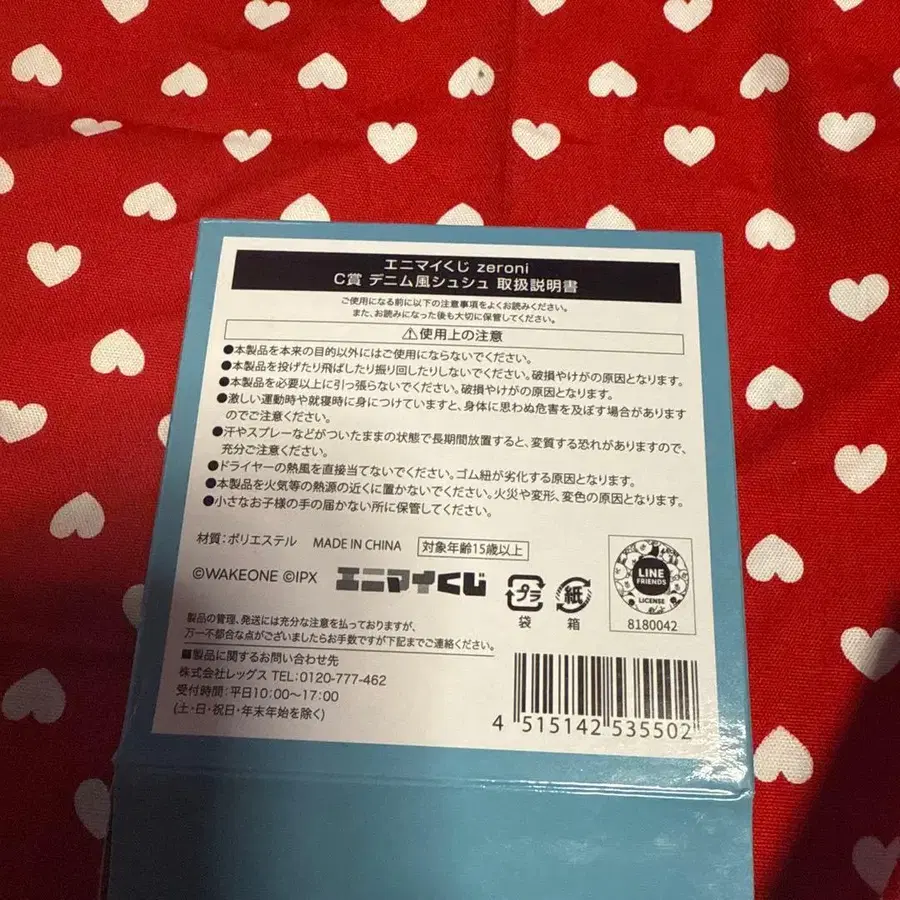 エニマイくじ zeroni
C賞 デニム風シュシュ 取扱説明書
ご使用になる前に以下の注意事項をよくお読みください。
また、お読みになった後も大切に保管してください。
⚠使用上の注意
●本製品を本来の目的以外にはご使用にならないでください。
●本製品を投げたり飛ばしたり振り回したりしないでください。破損やけがの原因となります。
●本製品を必要以上に引っ張らないでください。破損やけがの原因となります。
●激しい運動時や就寝時に身につけていますと、身体に思わぬ危害を及ぼす場合があります
のでご注意ください。
●汗やスプレーなどがついたままの状態で長期間放置すると、変質する恐れがありますので、
充分ご注意ください。
●ドライヤーの熱風を直接当てないでください。ゴム紐が劣化する原因となります。
●本製品を火気等の熱源の近くに置かないでください。火災や変形、変色の原因となります。
●小さなお子様の手の届かない所に保管してください。
材質：ポリエステル MADE IN CHINA 対象年齢15歳以上
©WAKEONE ©IPX エニマイくじ
プラ 袋
紙 箱
LINE
FRIENDS
LICENSE
8180042
製品の管理、発送には充分な注意を払っておりますが、
万一不都合な点がございましたらお手数ですが下記までご連絡ください。
■製品に関するお問い合わせ先
株式会社レッグス TEL:0120-777-462
受付時間：平日10:00〜17:00
(土・日・祝日・年末年始を除く)
4 515142 535502